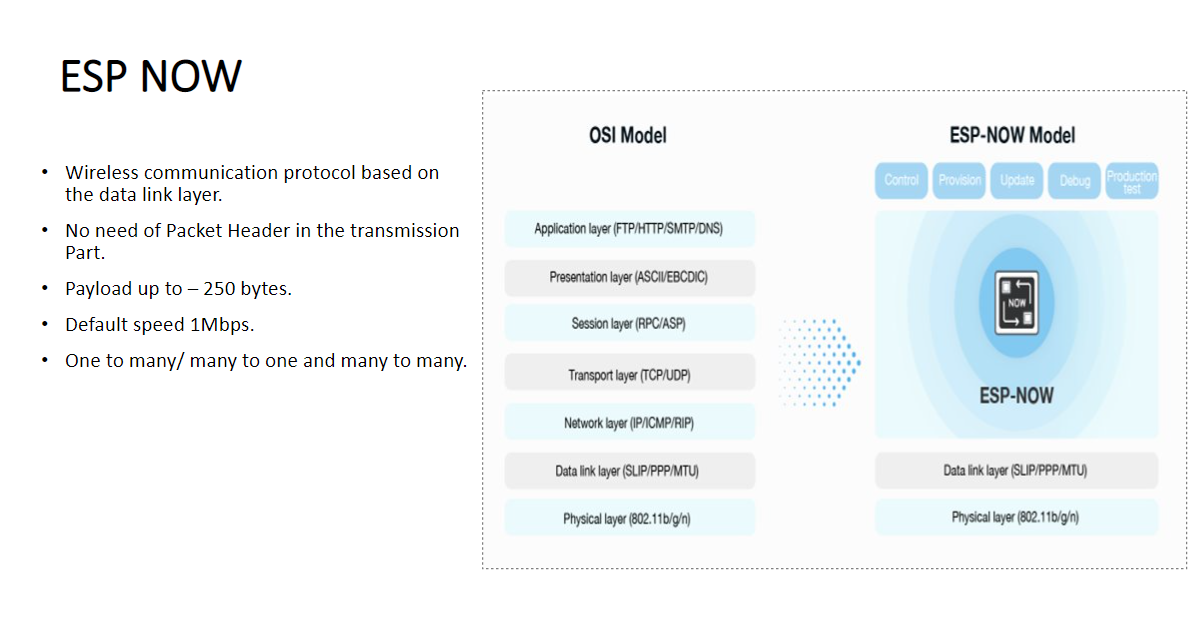 ESP NOW
• Wireless communication protocol based on
the data link layer.
• No need of Packet Header in the transmission
Part.
• Payload up to – 250 bytes.
• Default speed 1Mbps.
• One to many/ many to one and many to many.
OSI Model
Application layer (FTP/HTTP/SMTP/DNS)
Presentation layer (ASCII/EBCDIC)
Session layer (RPC/ASP)
Transport layer (TCP/UDP)
Network layer (IP/ICMP/RIP)
Data link layer (SLIP/PPP/MTU)
Physical layer (802.11b/g/n)
ESP-NOW Model
Control
Provision
Update
Debug
Production
test
NOW
ESP-NOW
Data link layer (SLIP/PPP/MTU)
Physical layer (802.11b/g/n)